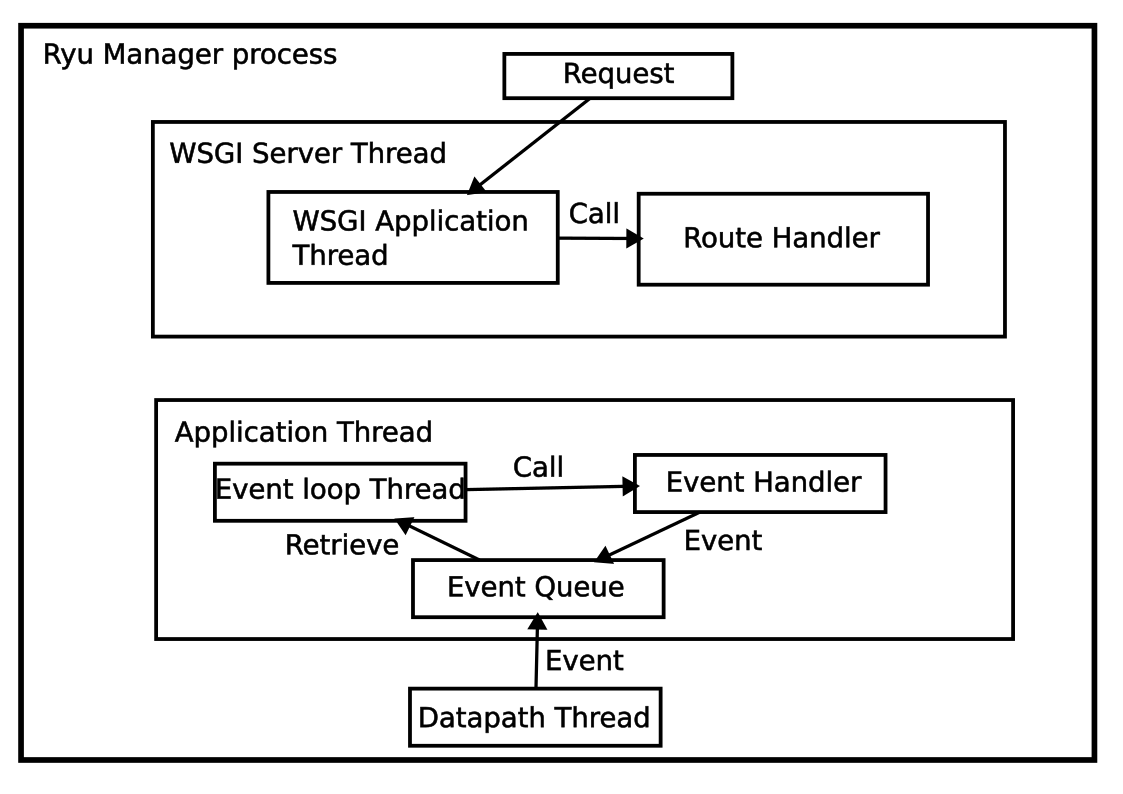 Ryu Manager process
Request
WSGI Server Thread
WSGI Application
Thread
Call
Route Handler
Application Thread
Event loop Thread
Call
Event Handler
Retrieve
Event
Event Queue
Event
Datapath Thread